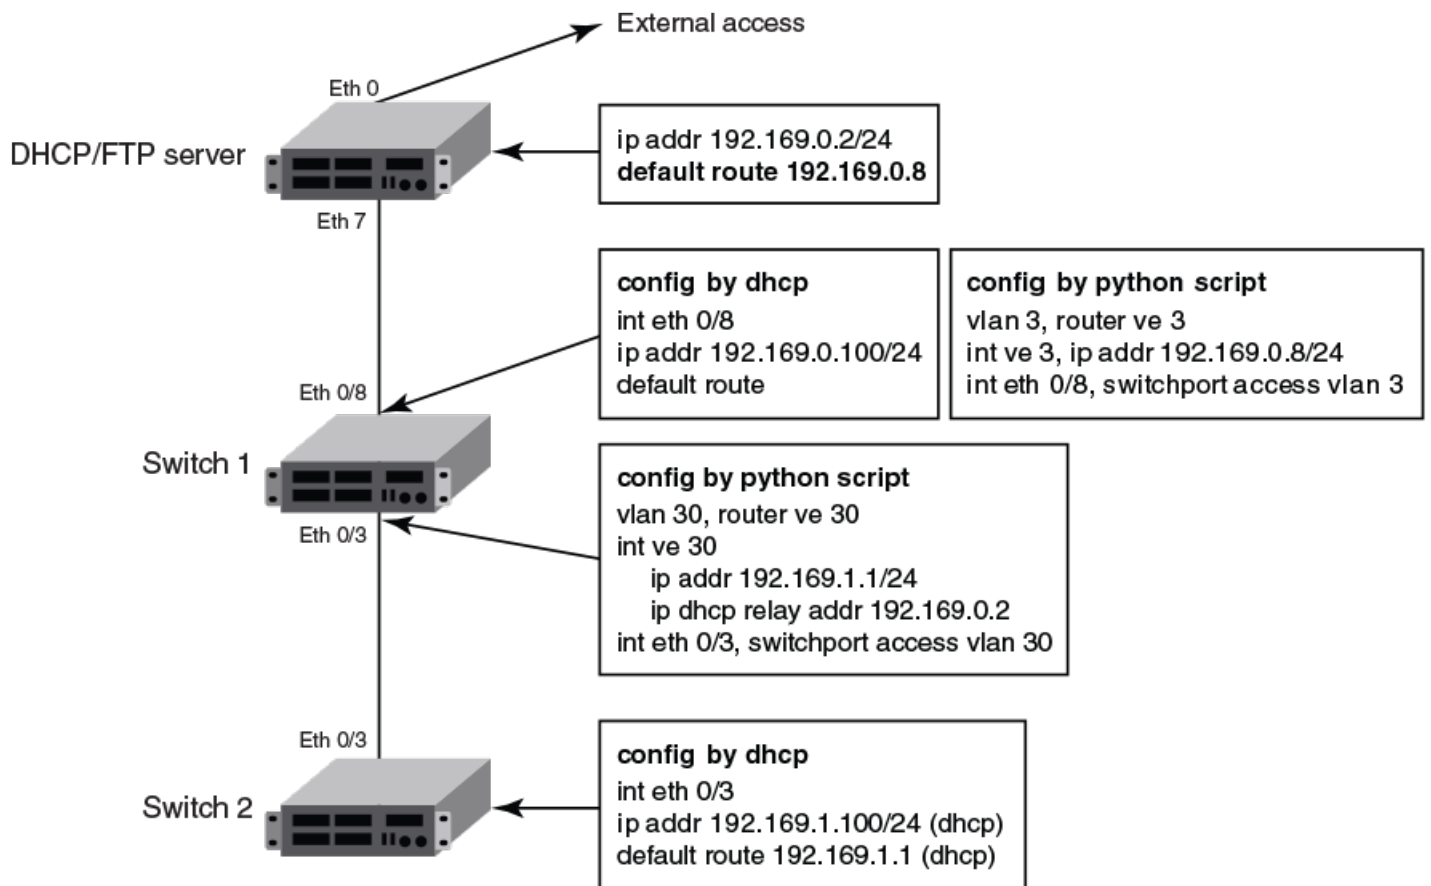 External access
Eth 0
DHCP/FTP server
ip addr 192.169.0.2/24
default route 192.169.0.8
Eth 7
config by dhcp
int eth 0/8
ip addr 192.169.0.100/24
default route
config by python script
vlan 3, router ve 3
int ve 3, ip addr 192.169.0.8/24
int eth 0/8, switchport access vlan 3
Eth 0/8
Switch 1
Eth 0/3
config by python script
vlan 30, router ve 30
int ve 30
ip addr 192.169.1.1/24
ip dhcp relay addr 192.169.0.2
int eth 0/3, switchport access vlan 30
Eth 0/3
Switch 2
config by dhcp
int eth 0/3
ip addr 192.169.1.100/24 (dhcp)
default route 192.169.1.1 (dhcp)